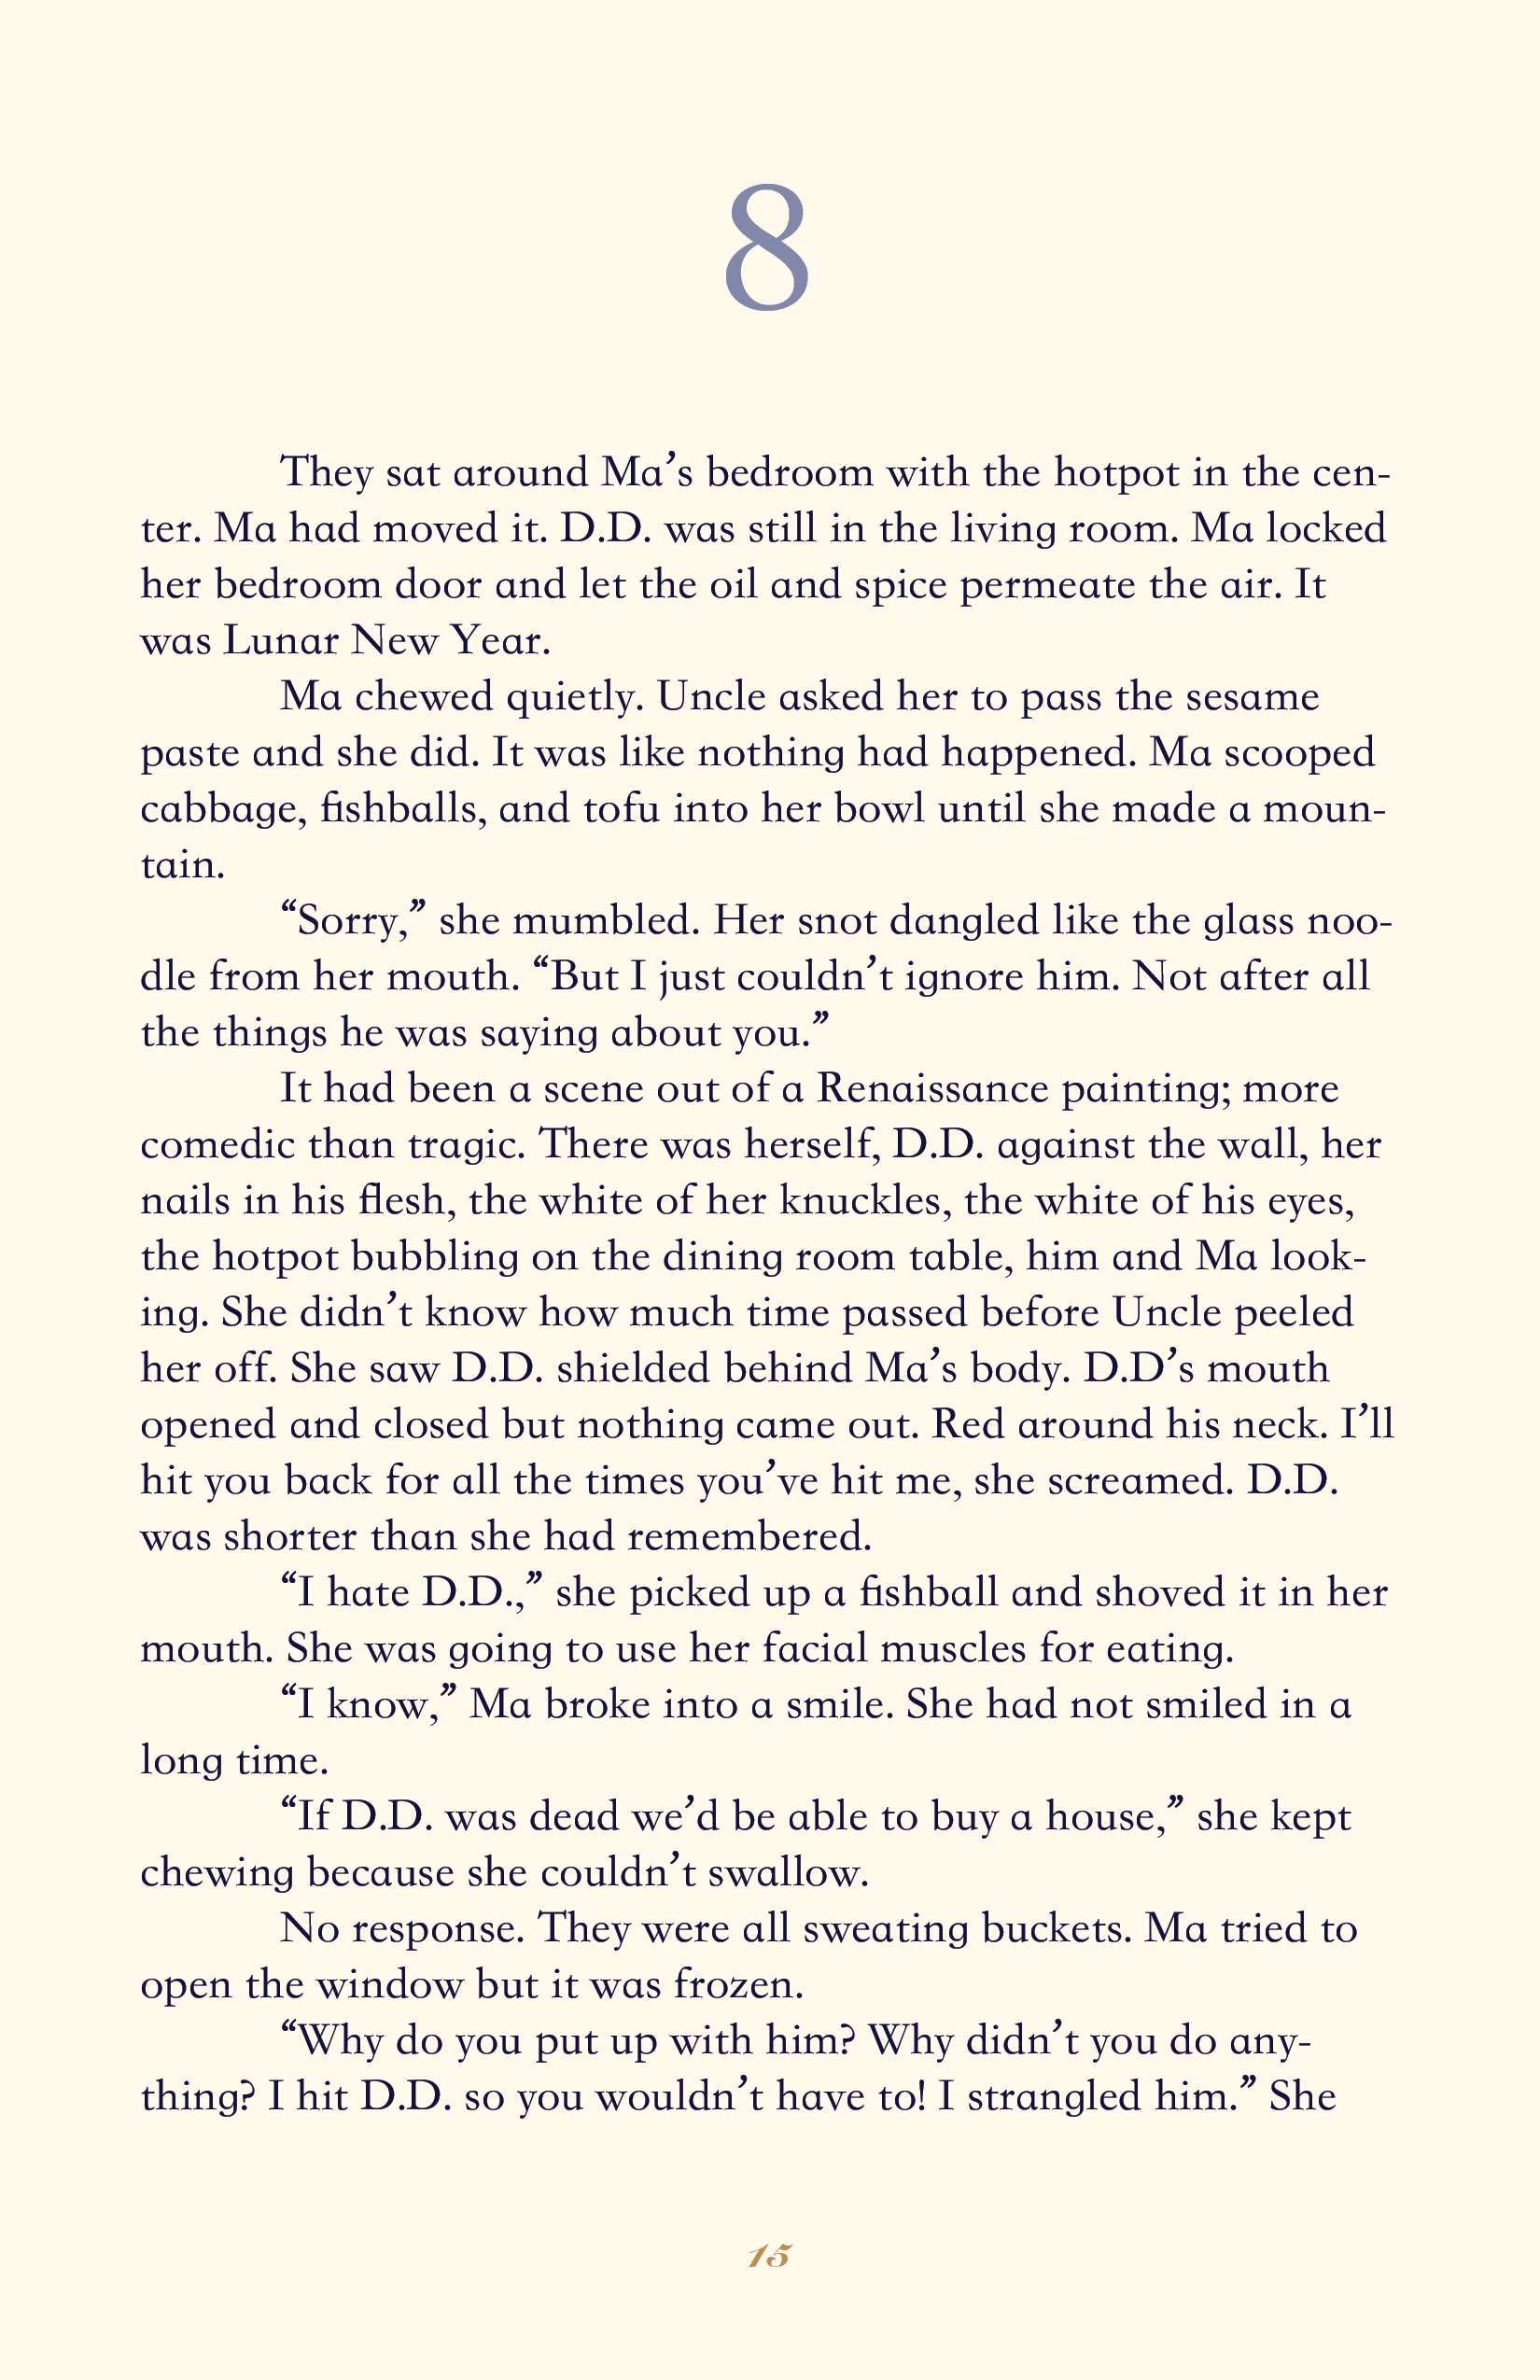 8
They sat around Ma’s bedroom with the hotpot in the cen-
ter. Ma had moved it. D.D. was still in the living room. Ma locked
her bedroom door and let the oil and spice permeate the air. It
was Lunar New Year.
Ma chewed quietly. Uncle asked her to pass the sesame
paste and she did. It was like nothing had happened. Ma scooped
cabbage, fishballs, and tofu into her bowl until she made a moun-
tain.
“Sorry,” she mumbled. Her snot dangled like the glass noo-
dle from her mouth. “But I just couldn’t ignore him. Not after all
the things he was saying about you.”
It had been a scene out of a Renaissance painting; more
comedic than tragic. There was herself, D.D. against the wall, her
nails in his flesh, the white of her knuckles, the white of his eyes,
the hotpot bubbling on the dining room table, him and Ma look-
ing. She didn’t know how much time passed before Uncle peeled
her off. She saw D.D. shielded behind Ma’s body. D.D’s mouth
opened and closed but nothing came out. Red around his neck. I’ll
hit you back for all the times you’ve hit me, she screamed. D.D.
was shorter than she had remembered.
“I hate D.D.,” she picked up a fishball and shoved it in her
mouth. She was going to use her facial muscles for eating.
“I know,” Ma broke into a smile. She had not smiled in a
long time.
“If D.D. was dead we’d be able to buy a house,” she kept
chewing because she couldn’t swallow.
No response. They were all sweating buckets. Ma tried to
open the window but it was frozen.
“Why do you put up with him? Why didn’t you do any-
thing? I hit D.D. so you wouldn’t have to! I strangled him.” She
15